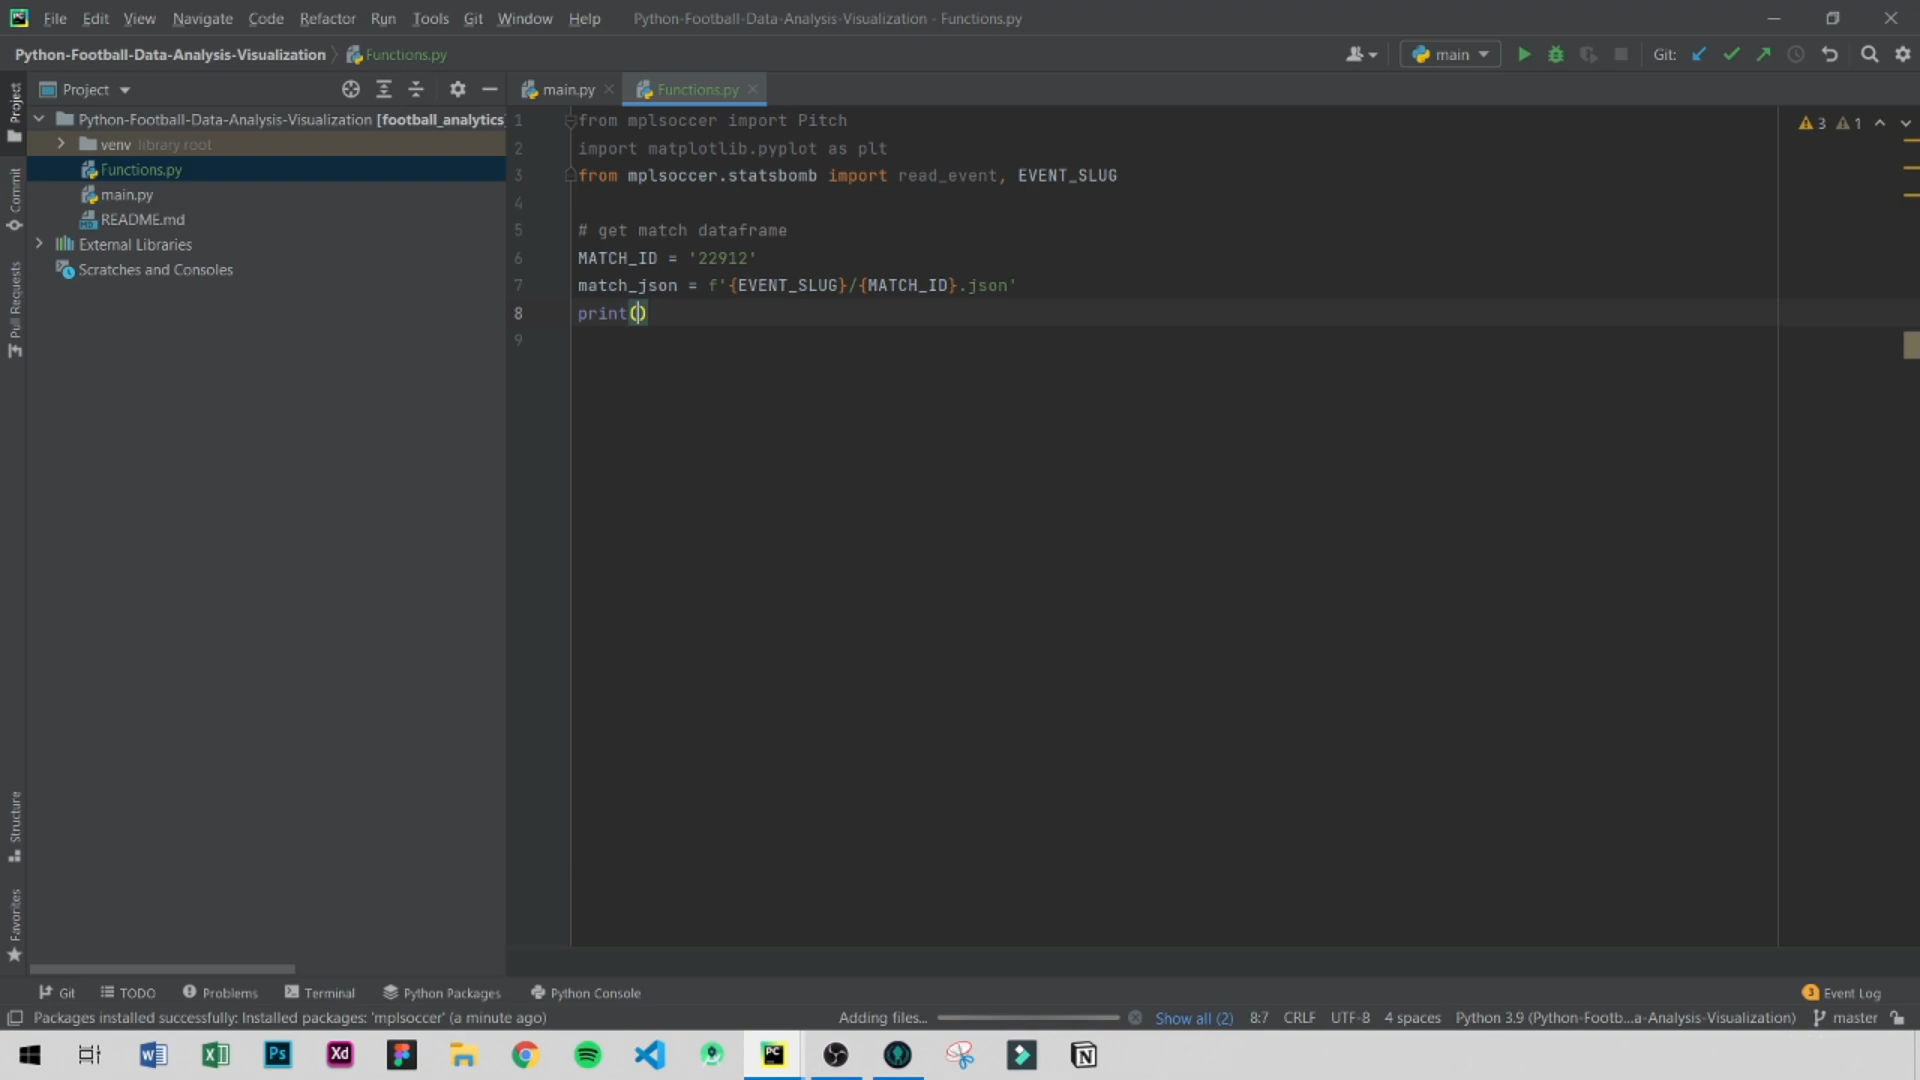 File Edit View Navigate Code Refactor Run Tools Git Window Help Python-Football-Data-Analysis-Visualization - Functions.py
Python-Football-Data-Analysis-Visualization Functions.py main Git:
Project main.py Functions.py
Python-Football-Data-Analysis-Visualization [football_analytics]
venv library root
Functions.py
main.py
README.md
External Libraries
Scratches and Consoles
Project
Commit
Pull Requests
Structure
Favorites
1 from mplsoccer import Pitch
2 import matplotlib.pyplot as plt
3 from mplsoccer.statsbomb import read_event, EVENT_SLUG
4
5 # get match dataframe
6 MATCH_ID = '22912'
7 match_json = f'{EVENT_SLUG}/{MATCH_ID}.json'
8 print()
9
3 1
Git TODO Problems Terminal Python Packages Python Console 3 Event Log
Packages installed successfully: Installed packages: 'mplsoccer' (a minute ago) Adding files... Show all (2) 8:7 CRLF UTF-8 4 spaces Python 3.9 (Python-Footb...a-Analysis-Visualization) master
Ps Xd PC N